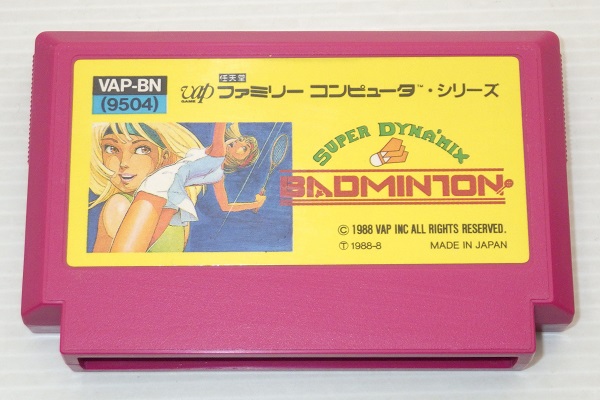 VAP-BN
(9504)
任天堂
vap ファミリー コンピュータ™・シリーズ
GAME
SUPER DYNA'MIX
BADMINTON
© 1988 VAP INC ALL RIGHTS RESERVED.
Ⓣ 1988-8 MADE IN JAPAN